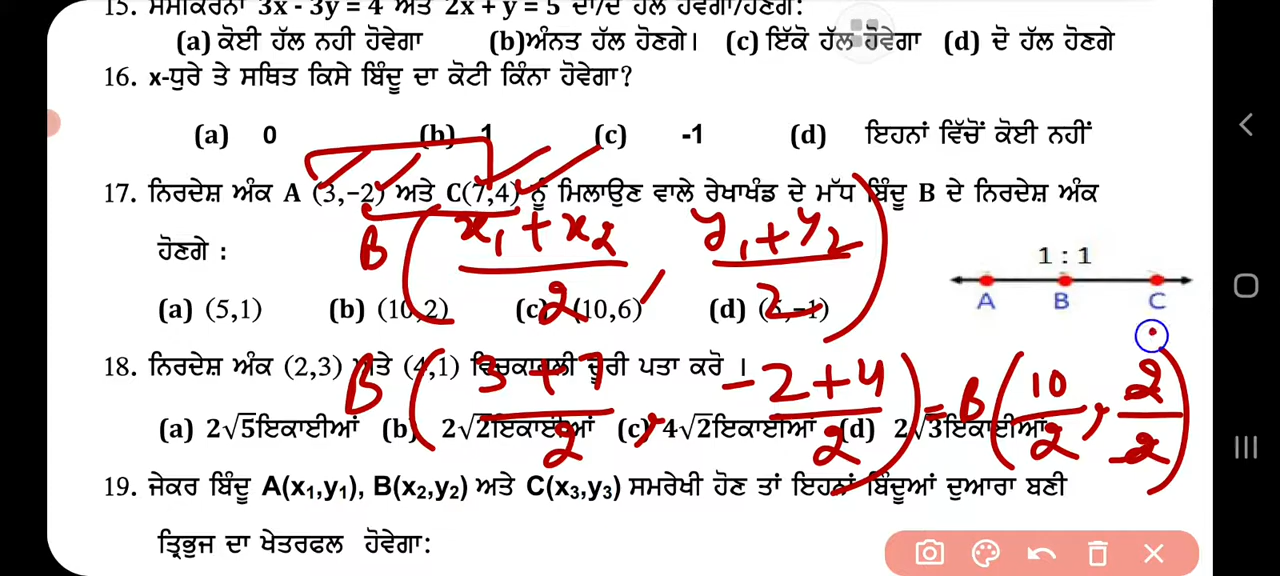 15. ਸਮੀਕਰਨਾਂ 3x - 3y = 4 ਅਤੇ 2x + y = 5 ਦਾ/ਦੇ ਹੱਲ ਹੋਵੇਗਾ/ਹੋਣਗੇ:
(a) ਕੋਈ ਹੱਲ ਨਹੀ ਹੋਵੇਗਾ (b)ਅੰਨਤ ਹੱਲ ਹੋਣਗੇ। (c) ਇੱਕੋ ਹੱਲ ਹੋਵੇਗਾ (d) ਦੋ ਹੱਲ ਹੋਣਗੇ
16. x-ਧੁਰੇ ਤੇ ਸਥਿਤ ਕਿਸੇ ਬਿੰਦੂ ਦਾ ਕੋਟੀ ਕਿੰਨਾ ਹੋਵੇਗਾ?
(a) 0 (b) 1 (c) -1 (d) ਇਹਨਾਂ ਵਿੱਚੋਂ ਕੋਈ ਨਹੀਂ
17. ਨਿਰਦੇਸ਼ ਅੰਕ A (3,−2) ਅਤੇ C(7,4) ਨੂੰ ਮਿਲਾਉਣ ਵਾਲੇ ਰੇਖਾਖੰਡ ਦੇ ਮੱਧ ਬਿੰਦੂ B ਦੇ ਨਿਰਦੇਸ਼ ਅੰਕ
ਹੋਣਗੇ :
B ( x₁ + x₂ / 2 , y₁ + y₂ / 2 )
1 : 1
A B C
(a) (5,1) (b) (10,2) (c) (10,6) (d) (5,−1)
18. ਨਿਰਦੇਸ਼ ਅੰਕ (2,3) ਅਤੇ (4,1) ਵਿਚਕਾਰਲੀ ਦੂਰੀ ਪਤਾ ਕਰੋ ।
B ( 3 + 7 / 2 , -2 + 4 / 2 ) = B ( 10 / 2 , 2 / 2 )
(a) 2√5ਇਕਾਈਆਂ (b) 2√2ਇਕਾਈਆਂ (c) 4√2ਇਕਾਈਆਂ (d) 2√3ਇਕਾਈਆਂ
19. ਜੇਕਰ ਬਿੰਦੂ A(x₁,y₁), B(x₂,y₂) ਅਤੇ C(x₃,y₃) ਸਮਰੇਖੀ ਹੋਣ ਤਾਂ ਇਹਨਾਂ ਬਿੰਦੂਆਂ ਦੁਆਰਾ ਬਣੀ
ਤ੍ਰਿਭੁਜ ਦਾ ਖੇਤਰਫਲ ਹੋਵੇਗਾ: